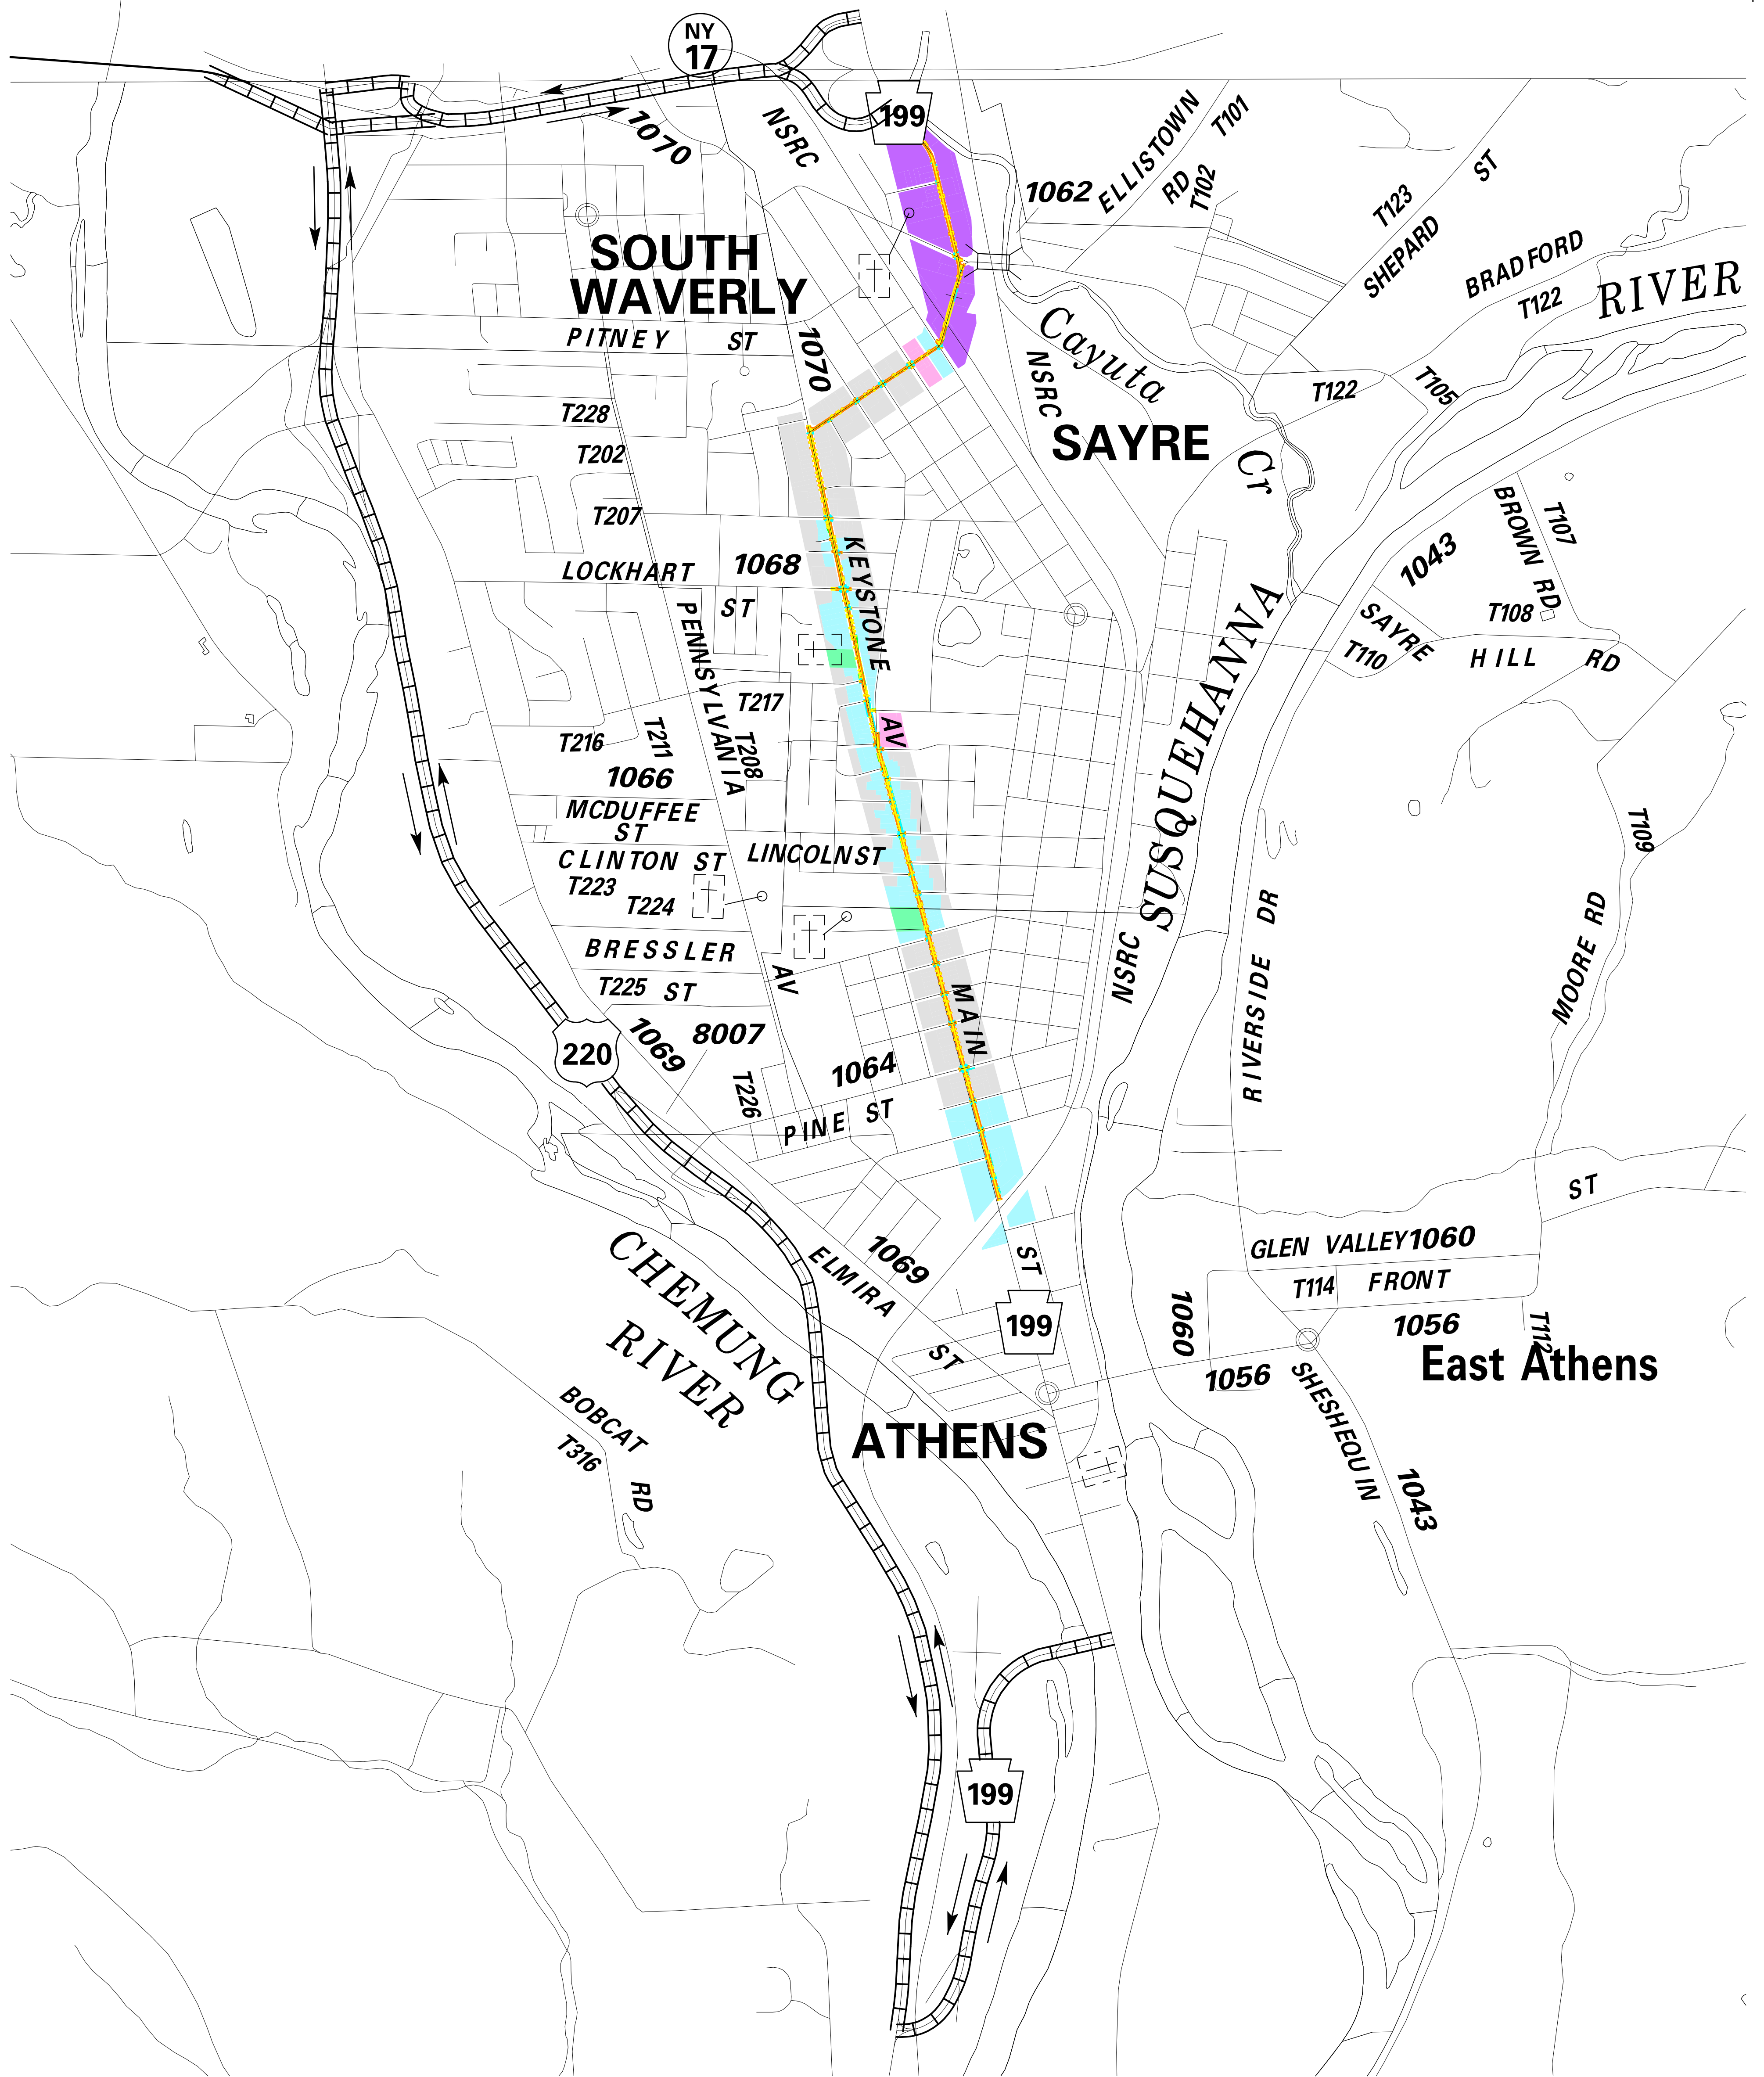 NY
17
199
1070
NSRC
ELLISTOWN
RD
T101
T102
1062
T123
SHEPARD
ST
BRADFORD
T122
RIVER
SOUTH
WAVERLY
PITNEY ST
1070
Cayuta
Cr
NSRC
SAYRE
T122
T105
T228
T202
T207
LOCKHART
ST
1068
KEYSTONE
AV
PENNSYLVANIA
AV
BROWN RD
T107
1043
T108
SAYRE
HILL RD
T110
SUSQUEHANNA
T217
T208
T211
T216
1066
MCDUFFEE
ST
CLINTON ST
LINCOLN ST
T223
T224
BRESSLER
ST
T225
T109
MOORE RD
RIVERSIDE DR
NSRC
MAIN
ST
220
1069
8007
T226
1064
PINE ST
CHEMUNG
RIVER
ELMIRA
ST
1069
199
ST
GLEN VALLEY 1060
T114 FRONT
1056
T112
1060
1056
East Athens
SHESHEQUIN
1043
ATHENS
BOBCAT
RD
T316
199